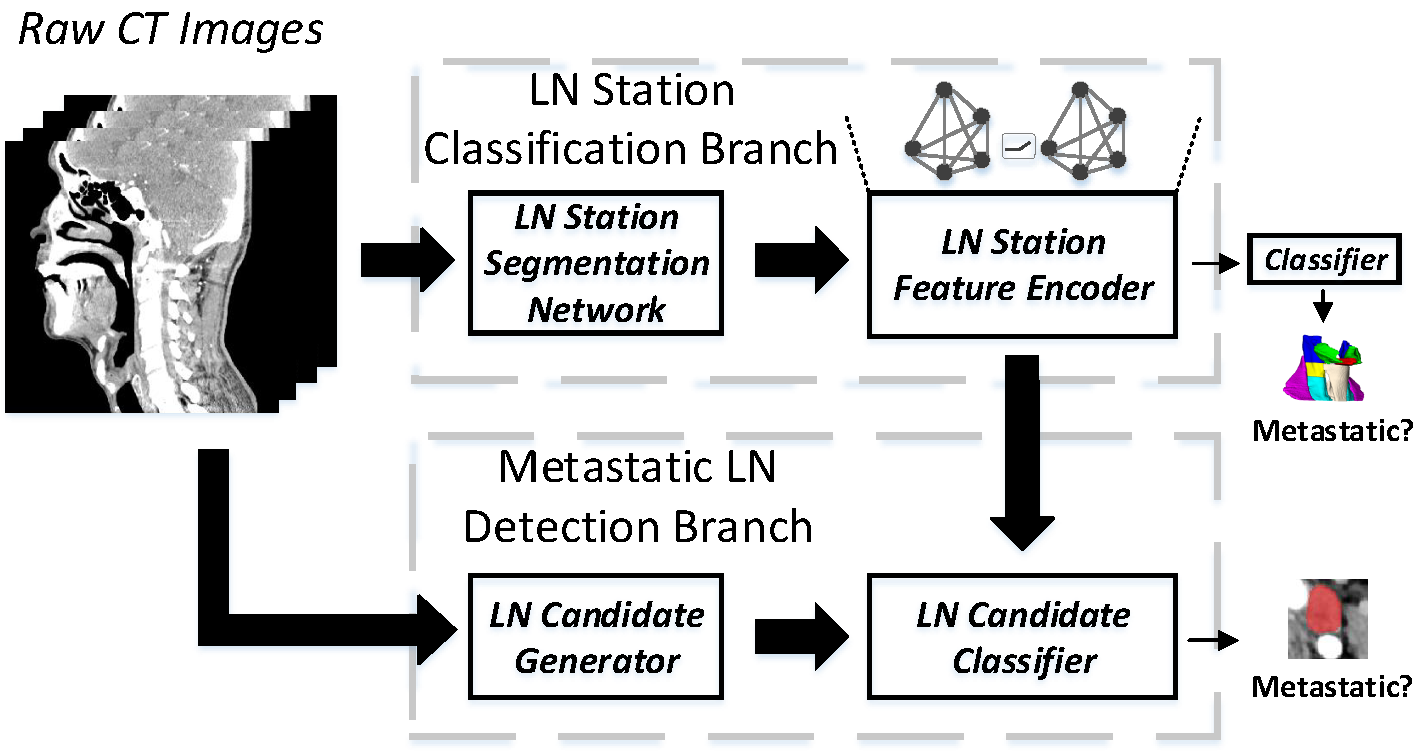 Raw CT Images
LN Station
Classification Branch
LN Station
Segmentation
Network
LN Station
Feature Encoder
Classifier
Metastatic?
Metastatic LN
Detection Branch
LN Candidate
Generator
LN Candidate
Classifier
Metastatic?